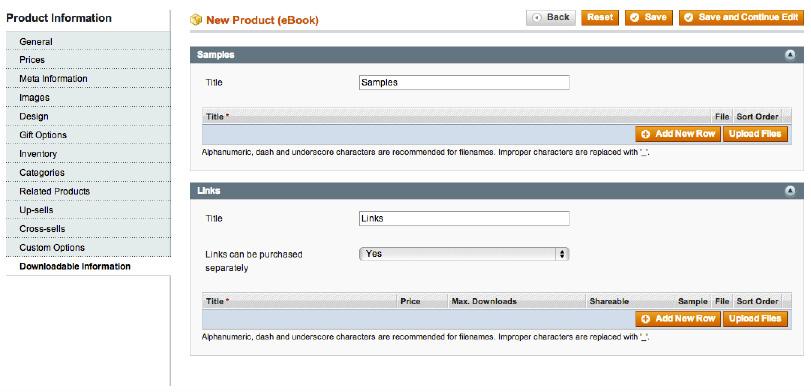 Product Information
General
Prices
Meta Information
Images
Design
Gift Options
Inventory
Categories
Related Products
Up-sells
Cross-sells
Custom Options
Downloadable Information
New Product (eBook)
Back Reset Save Save and Continue Edit
Samples
Title Samples
Title * File Sort Order
Add New Row Upload Files
Alphanumeric, dash and underscore characters are recommended for filenames. Improper characters are replaced with '_'.
Links
Title Links
Links can be purchased Yes
separately
Title * Price Max. Downloads Shareable Sample File Sort Order
Add New Row Upload Files
Alphanumeric, dash and underscore characters are recommended for filenames. Improper characters are replaced with '_'.